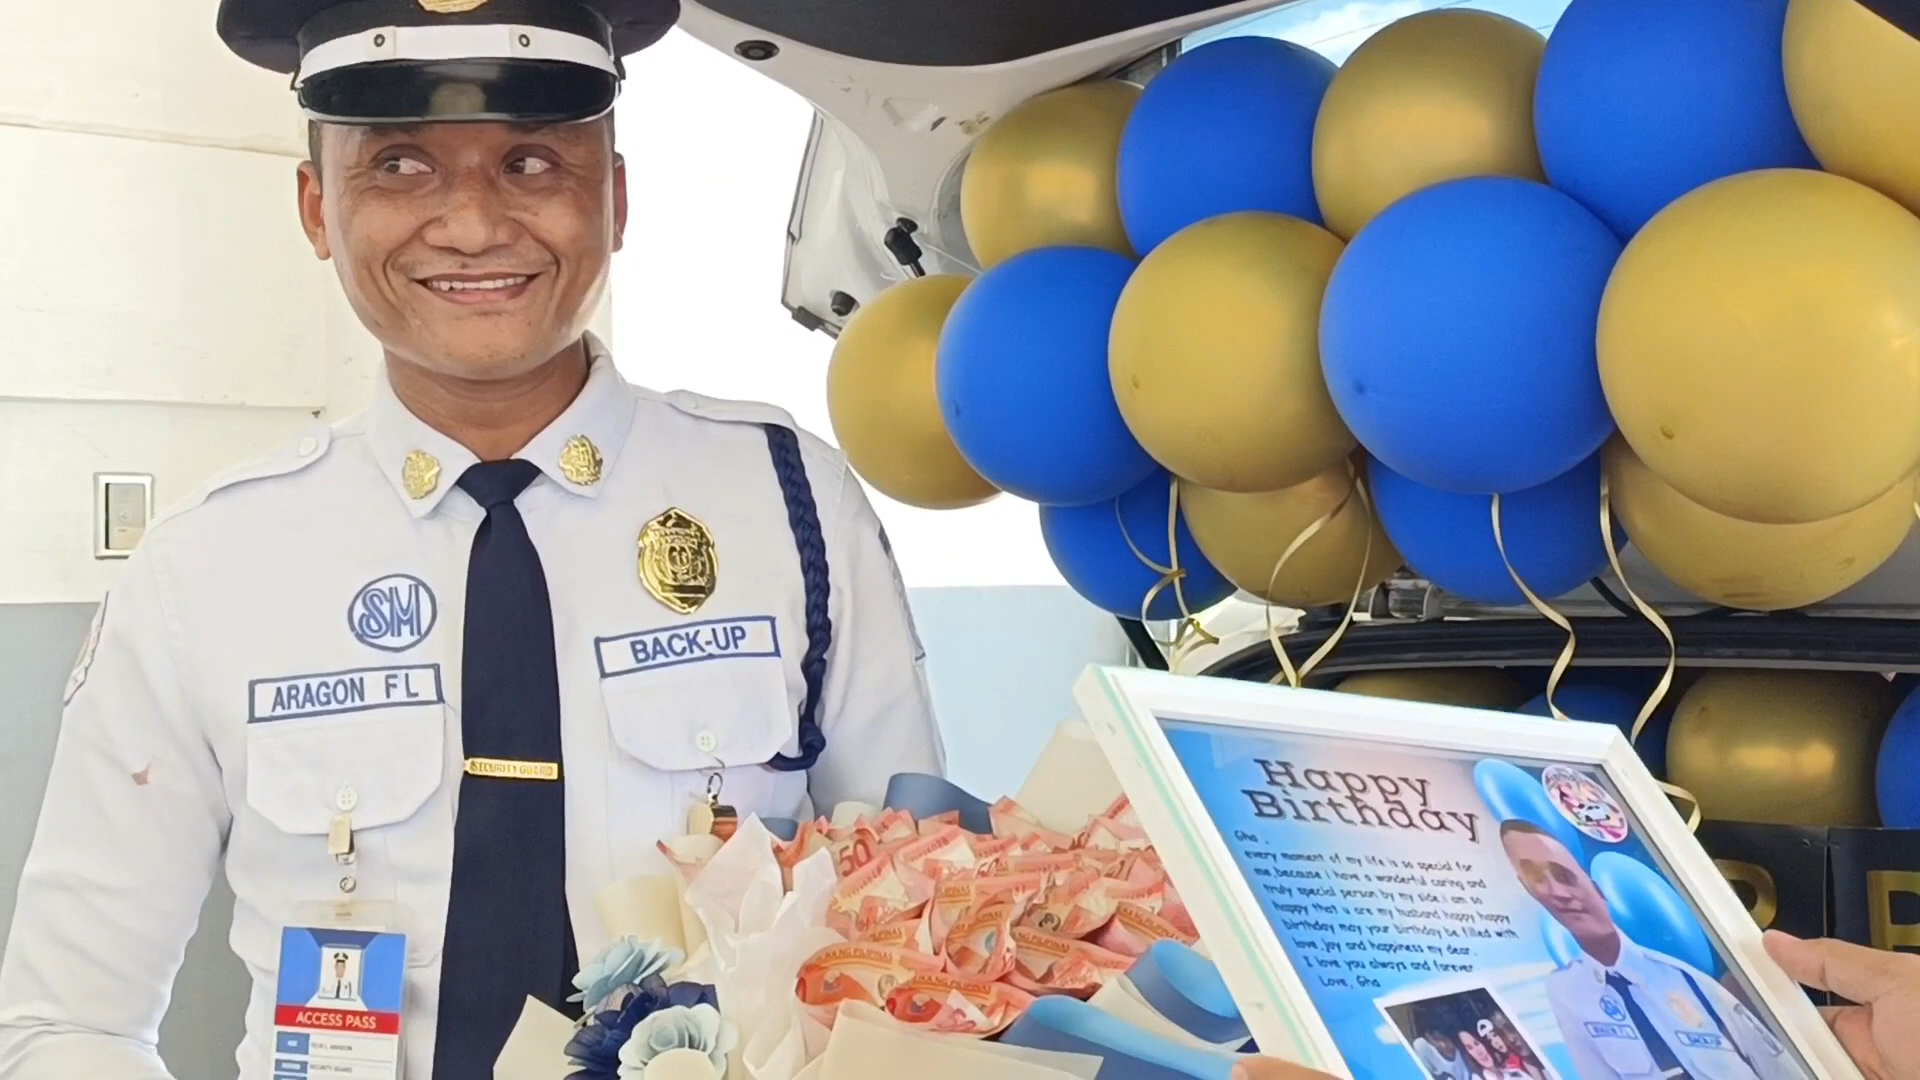 SM
BACK-UP
ARAGON FL
SECURITY GUARD
ACCESS PASS
SECURITY GUARD
50
PILIPINAS
Happy
Birthday
Gha .
every moment of my life is so special for
me,because i have a wonderful caring and
truly special person by my side.i am so
happy that u are my husband happy happy
birthday may your birthday be filled with
love,joy and happiness my dear.
I love you always and forever
Love, Gha
BACK-UP